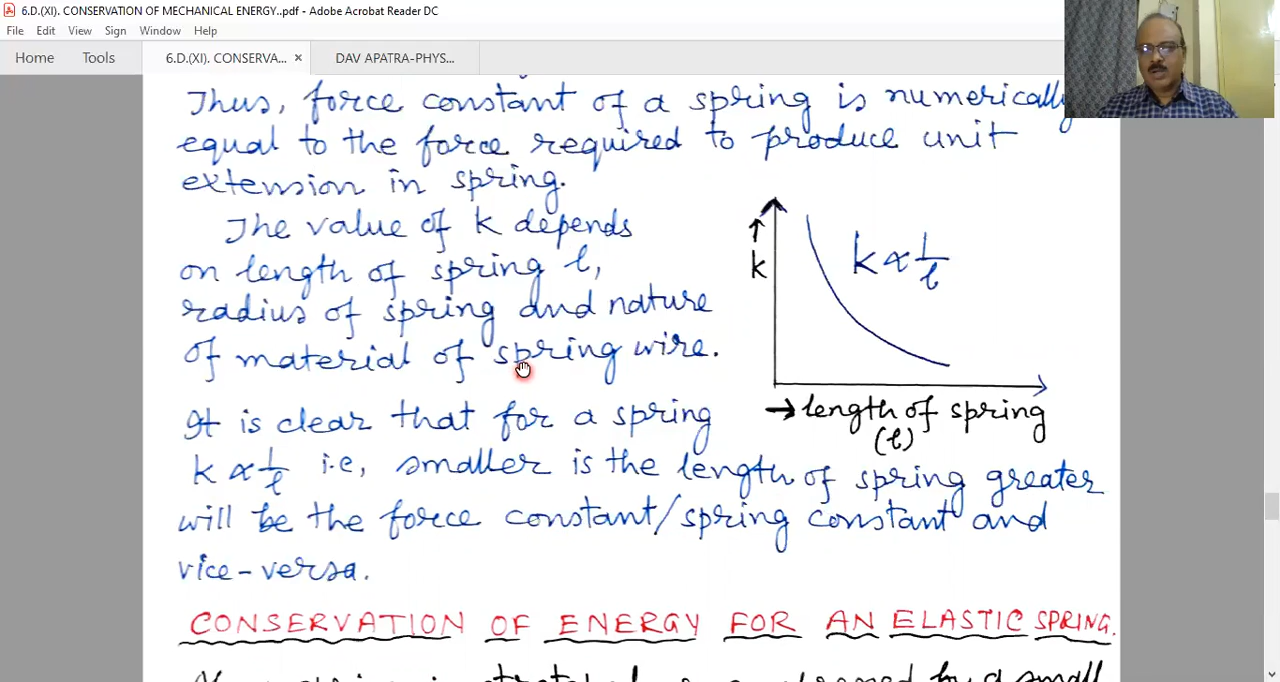 6.D.(XI). CONSERVATION OF MECHANICAL ENERGY..pdf - Adobe Acrobat Reader DC
File Edit View Sign Window Help
Home Tools 6.D.(XI). CONSERVA... × DAV APATRA-PHYS...
Thus, force constant of a spring is numerically
equal to the force required to produce unit
extension in spring.
The value of k depends
on length of spring l,
radius of spring and nature
of material of spring wire.
↑
k
k ∝ 1/l
→ length of spring
(l)
It is clear that for a spring
k ∝ 1/l i.e, smaller is the length of spring greater
will be the force constant/spring constant and
vice-versa.
CONSERVATION OF ENERGY FOR AN ELASTIC SPRING.